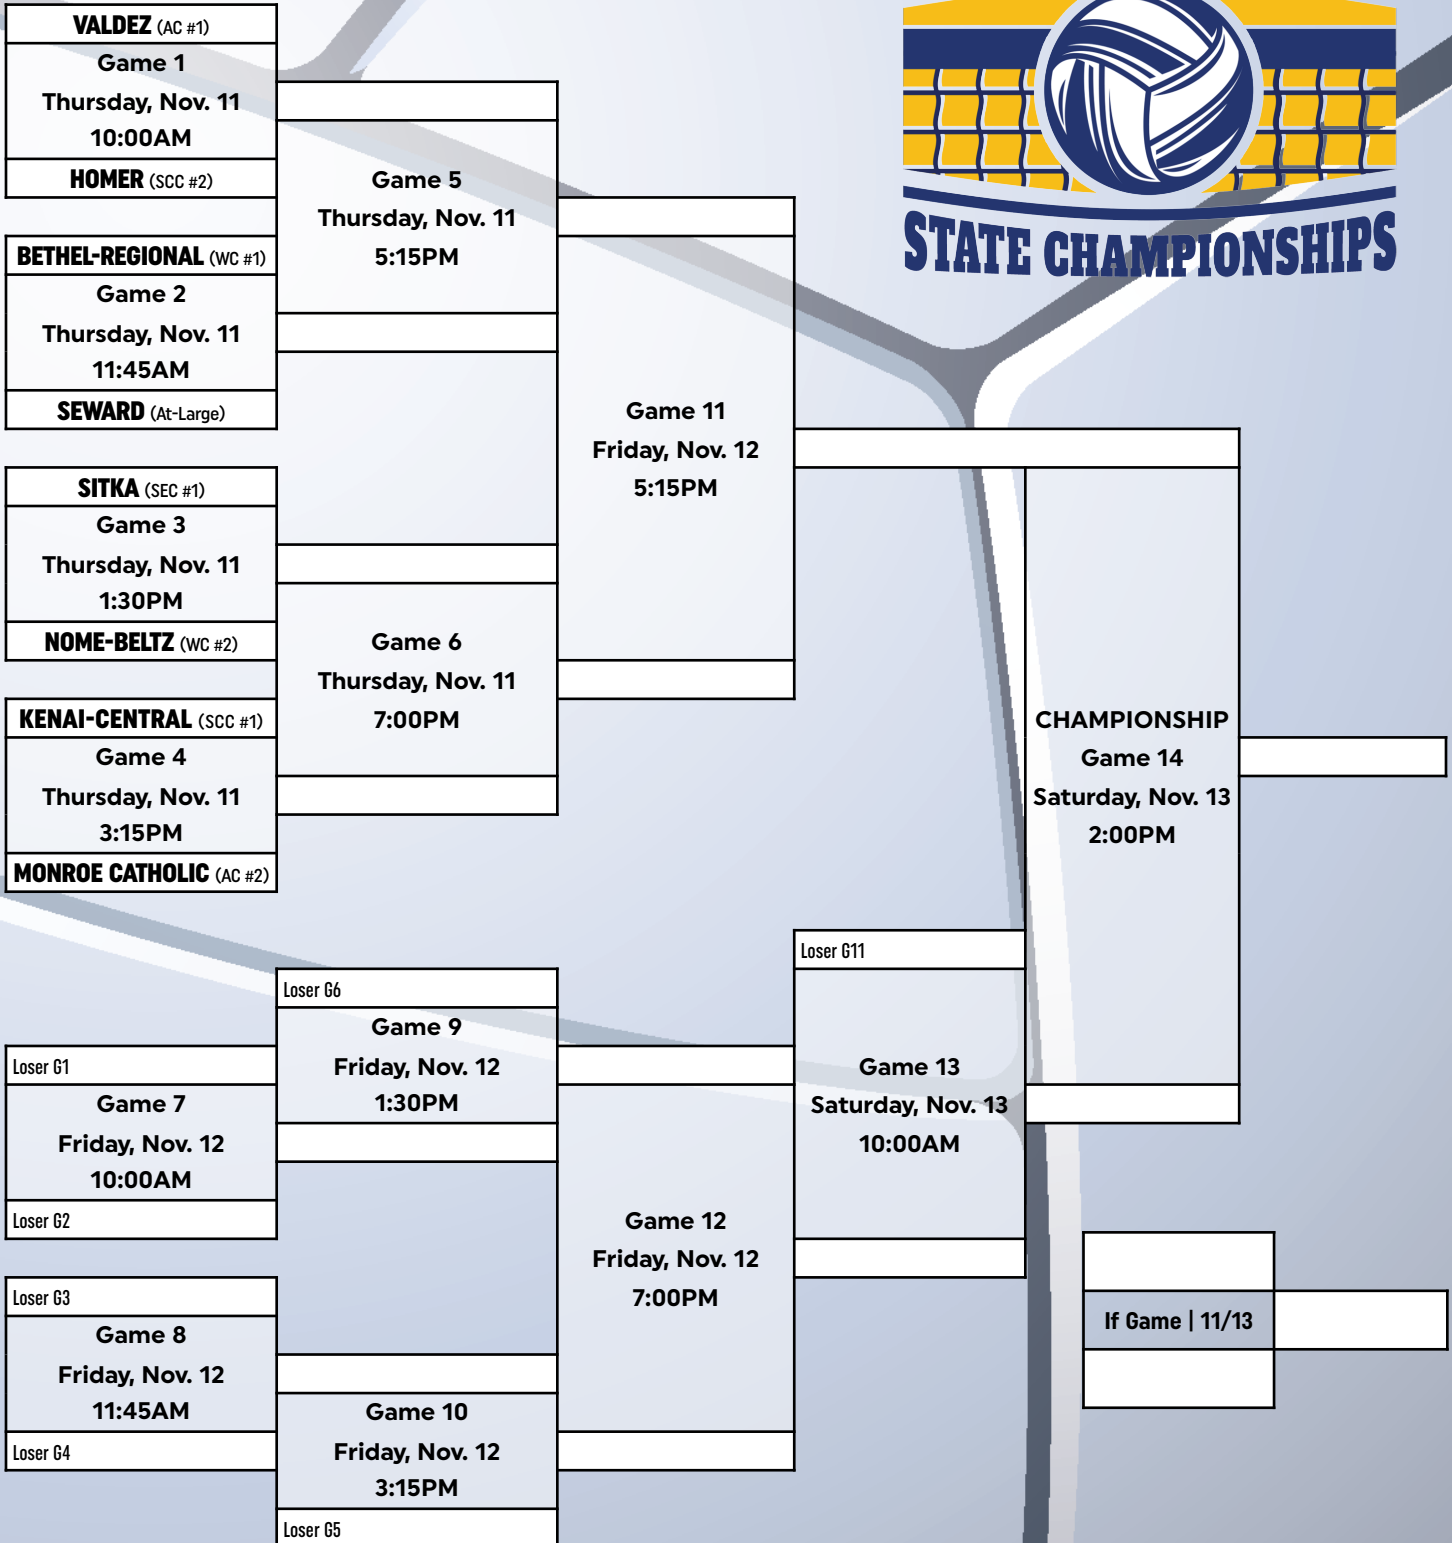 VALDEZ (AC #1)
Game 1
Thursday, Nov. 11
10:00AM
HOMER (SCC #2)
BETHEL-REGIONAL (WC #1)
Game 2
Thursday, Nov. 11
11:45AM
SEWARD (At-Large)
SITKA (SEC #1)
Game 3
Thursday, Nov. 11
1:30PM
NOME-BELTZ (WC #2)
KENAI-CENTRAL (SCC #1)
Game 4
Thursday, Nov. 11
3:15PM
MONROE CATHOLIC (AC #2)
Game 5
Thursday, Nov. 11
5:15PM
Game 6
Thursday, Nov. 11
7:00PM
Game 11
Friday, Nov. 12
5:15PM
STATE CHAMPIONSHIPS
CHAMPIONSHIP
Game 14
Saturday, Nov. 13
2:00PM
Loser G1
Game 7
Friday, Nov. 12
10:00AM
Loser G2
Loser G3
Game 8
Friday, Nov. 12
11:45AM
Loser G4
Loser G6
Game 9
Friday, Nov. 12
1:30PM
Game 10
Friday, Nov. 12
3:15PM
Loser G5
Game 12
Friday, Nov. 12
7:00PM
Loser G11
Game 13
Saturday, Nov. 13
10:00AM
If Game | 11/13